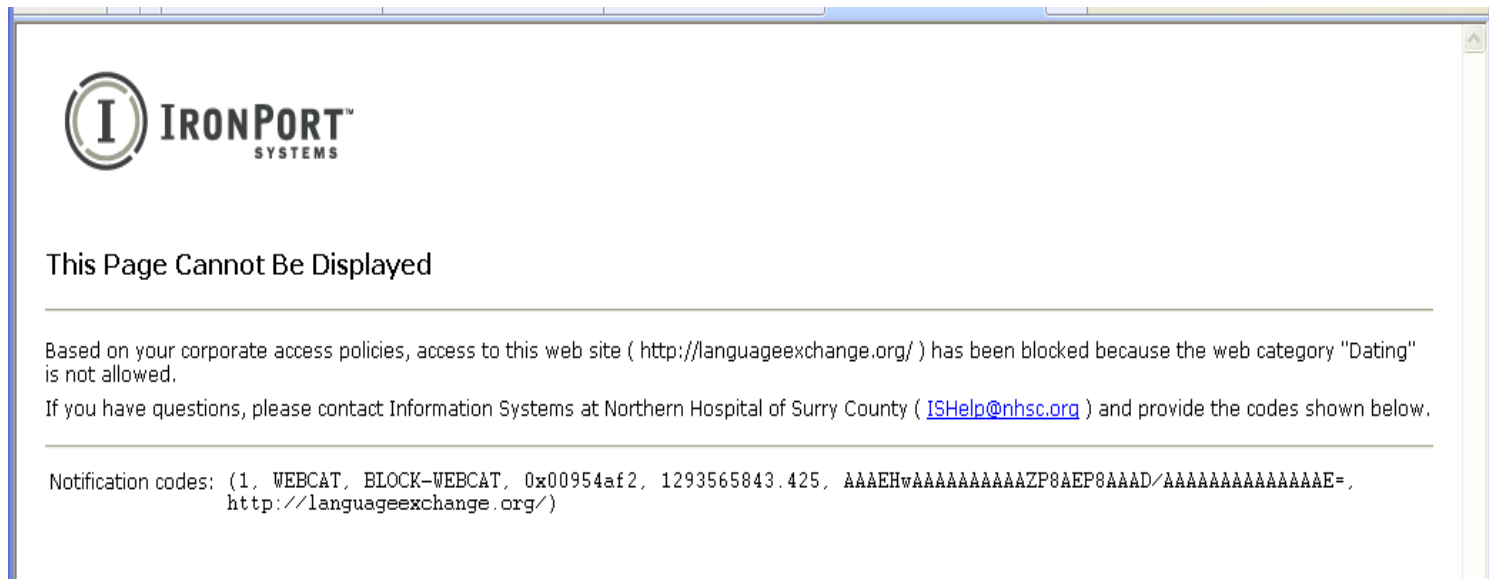 I IRONPORT™
SYSTEMS
This Page Cannot Be Displayed
Based on your corporate access policies, access to this web site ( http://languageexchange.org/ ) has been blocked because the web category "Dating"
is not allowed.
If you have questions, please contact Information Systems at Northern Hospital of Surry County ( ISHelp@nhsc.org ) and provide the codes shown below.
Notification codes: (1, WEBCAT, BLOCK-WEBCAT, 0x00954af2, 1293565843.425, AAAEHwAAAAAAAAAAZP8AEP8AAAD/AAAAAAAAAAAAAAE=,
http://languageexchange.org/)